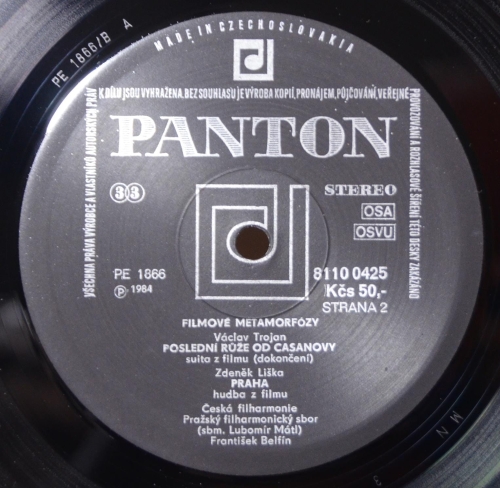 PE 1866/B A
MADE IN CZECHOSLOVAKIA
VŠECHNA PRÁVA VÝROBCE A VLASTNÍKŮ AUTORSKÝCH PRÁV
K DÍLU JSOU VYHRAŽENA. BEZ SOUHLASU JE VÝROBA KOPIÍ, PRONÁJEM, PŮJČOVÁNÍ, VEŘEJNÉ
PROVOZOVÁNÍ A ROZHLASOVÉ ŠÍŘENÍ TÉTO DESKY ZAKÁZÁNO
PANTON
33
STEREO
OSA
OSVU
PE 1866
8110 0425
Ⓟ 1984
Kčs 50,-
STRANA 2
FILMOVÉ METAMORFÓZY
Václav Trojan
POSLEDNÍ RŮŽE OD CASANOVY
suita z filmu (dokončení)
Zdeněk Liška
PRAHA
hudba z filmu
Česká filharmonie
Pražský filharmonický sbor
(sbm. Lubomír Mátl)
František Belfín
M N
3